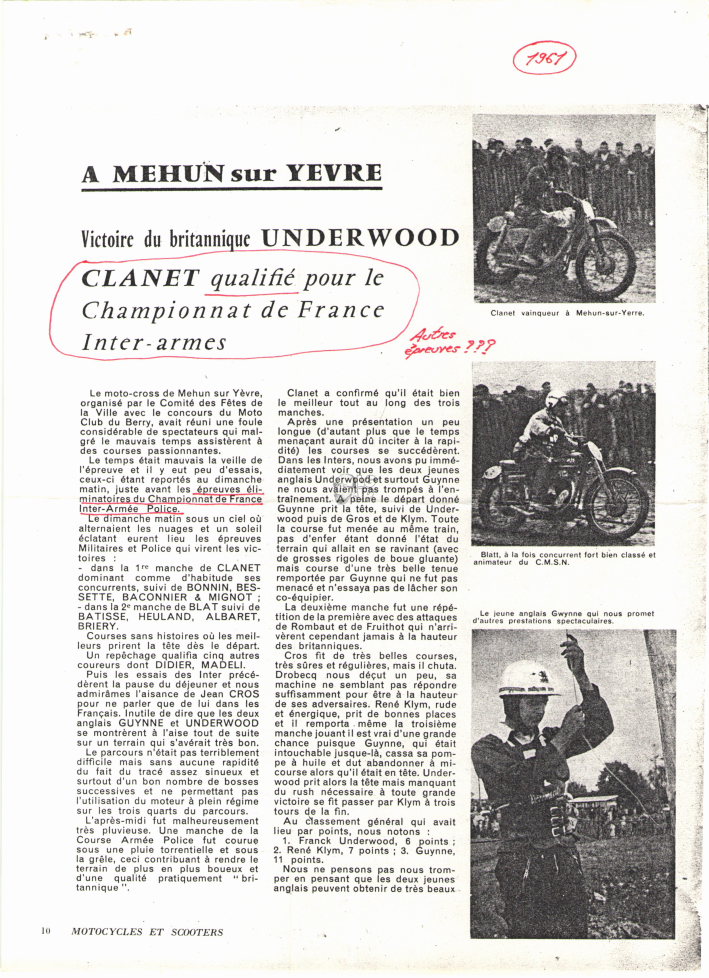 1961
A MEHUN sur YEVRE
Victoire du britannique UNDERWOOD
CLANET qualifié pour le
Championnat de France
Inter-armes
Autres
épreuves ???
Clanet vainqueur à Mehun-sur-Yerre.
Le moto-cross de Mehun sur Yèvre,
organisé par le Comité des Fêtes de
la Ville avec le concours du Moto
Club du Berry, avait réuni une foule
considérable de spectateurs qui mal-
gré le mauvais temps assistèrent à
des courses passionnantes.
Le temps était mauvais la veille de
l'épreuve et il y eut peu d'essais,
ceux-ci étant reportés au dimanche
matin, juste avant les épreuves éli-
minatoires du Championnat de France
Inter-Armée Police.
Le dimanche matin sous un ciel où
alternaient les nuages et un soleil
éclatant eurent lieu les épreuves
Militaires et Police qui virent les vic-
toires :
- dans la 1re manche de CLANET
dominant comme d'habitude ses
concurrents, suivi de BONNIN, BES-
SETTE, BACONNIER & MIGNOT ;
- dans la 2e manche de BLAT suivi de
BATISSE, HEULAND, ALBARET,
BRIERY.
Courses sans histoires où les meil-
leurs prirent la tête dès le départ.
Un repêchage qualifia cinq autres
coureurs dont DIDIER, MADELI.
Puis les essais des Inter précé-
dèrent la pause du déjeuner et nous
admirâmes l'aisance de Jean CROS
pour ne parler que de lui dans les
Français. Inutile de dire que les deux
anglais GUYNNE et UNDERWOOD
se montrèrent à l'aise tout de suite
sur un terrain qui s'avérait très bon.
Le parcours n'était pas terriblement
difficile mais sans aucune rapidité
du fait du tracé assez sinueux et
surtout d'un bon nombre de bosses
successives et ne permettant pas
l'utilisation du moteur à plein régime
sur les trois quarts du parcours.
L'après-midi fut malheureusement
très pluvieuse. Une manche de la
Course Armée Police fut courue
sous une pluie torrentielle et sous
la grêle, ceci contribuant à rendre le
terrain de plus en plus boueux et
d'une qualité pratiquement " bri-
tannique ".
Clanet a confirmé qu'il était bien
le meilleur tout au long des trois
manches.
Après une présentation un peu
longue (d'autant plus que le temps
menaçant aurait dû inciter à la rapi-
dité) les courses se succédèrent.
Dans les Inters, nous avons pu immé-
diatement voir que les deux jeunes
anglais Underwood et surtout Guynne
ne nous avaient pas trompés à l'en-
traînement. A peine le départ donné
Guynne prit la tête, suivi de Under-
wood puis de Gros et de Klym. Toute
la course fut menée au même train,
pas d'enfer étant donné l'état du
terrain qui allait en se ravinant (avec
de grosses rigoles de boue gluante)
mais course d'une très belle tenue
remportée par Guynne qui ne fut pas
menacé et n'essaya pas de lâcher son
co-équipier.
La deuxième manche fut une répé-
tition de la première avec des attaques
de Rombaut et de Fruithot qui n'arri-
vèrent cependant jamais à la hauteur
des britanniques.
Cros fit de très belles courses,
très sûres et régulières, mais il chuta.
Drobecq nous déçut un peu, sa
machine ne semblant pas répondre
suffisamment pour être à la hauteur
de ses adversaires. René Klym, rude
et énergique, prit de bonnes places
et il remporta même la troisième
manche jouant il est vrai d'une grande
chance puisque Guynne, qui était
intouchable jusque-là, cassa sa pom-
pe à huile et dut abandonner à mi-
course alors qu'il était en tête. Under-
wood prit alors la tête mais manquant
du rush nécessaire à toute grande
victoire se fit passer par Klym à trois
tours de la fin.
Au classement général qui avait
lieu par points, nous notons :
1. Franck Underwood, 6 points ;
2. René Klym, 7 points ; 3. Guynne,
11 points.
Nous ne pensons pas nous trom-
per en pensant que les deux jeunes
anglais peuvent obtenir de très beaux
Blatt, à la fois concurrent fort bien classé et
animateur du C.M.S.N.
Le jeune anglais Gwynne qui nous promet
d'autres prestations spectaculaires.
10 MOTOCYCLES ET SCOOTERS